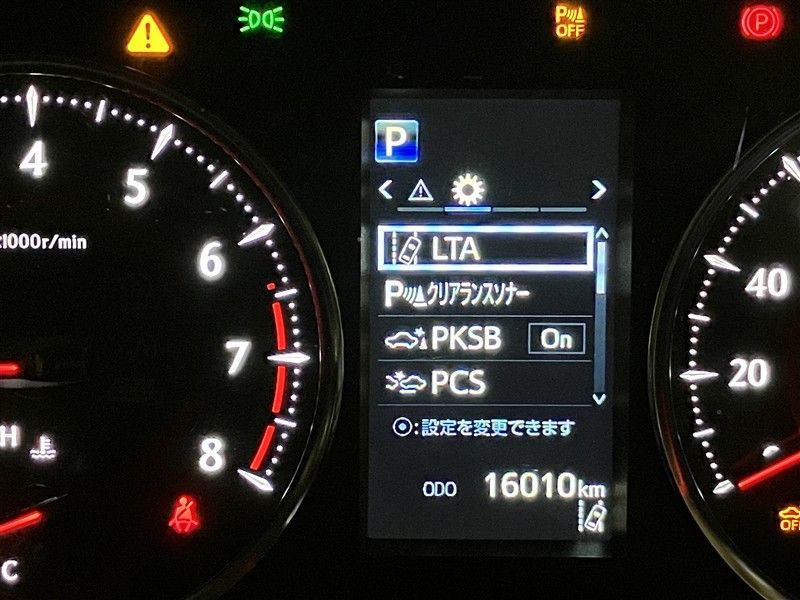 P OFF
P
P
4
5
6
7
8
x1000r/min
H
C
LTA
P クリアランスソナー
PKSB On
PCS
:設定を変更できます
ODO 16010km
40
20
OFF